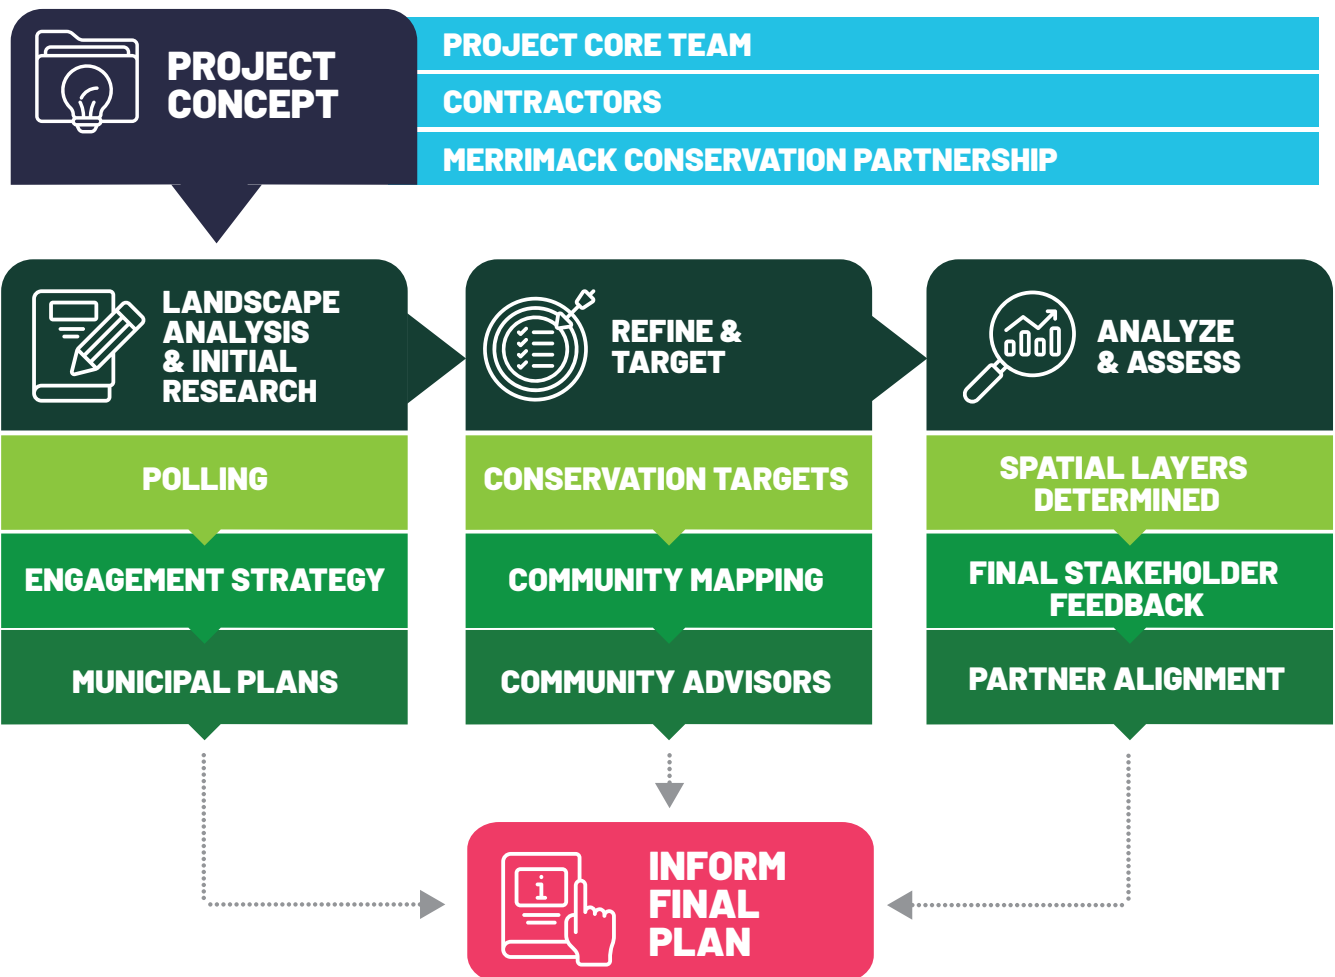 PROJECT
CONCEPT
PROJECT CORE TEAM
CONTRACTORS
MERRIMACK CONSERVATION PARTNERSHIP
LANDSCAPE
ANALYSIS
& INITIAL
RESEARCH
POLLING
ENGAGEMENT STRATEGY
MUNICIPAL PLANS
REFINE &
TARGET
CONSERVATION TARGETS
COMMUNITY MAPPING
COMMUNITY ADVISORS
ANALYZE
& ASSESS
SPATIAL LAYERS
DETERMINED
FINAL STAKEHOLDER
FEEDBACK
PARTNER ALIGNMENT
i
INFORM
FINAL
PLAN